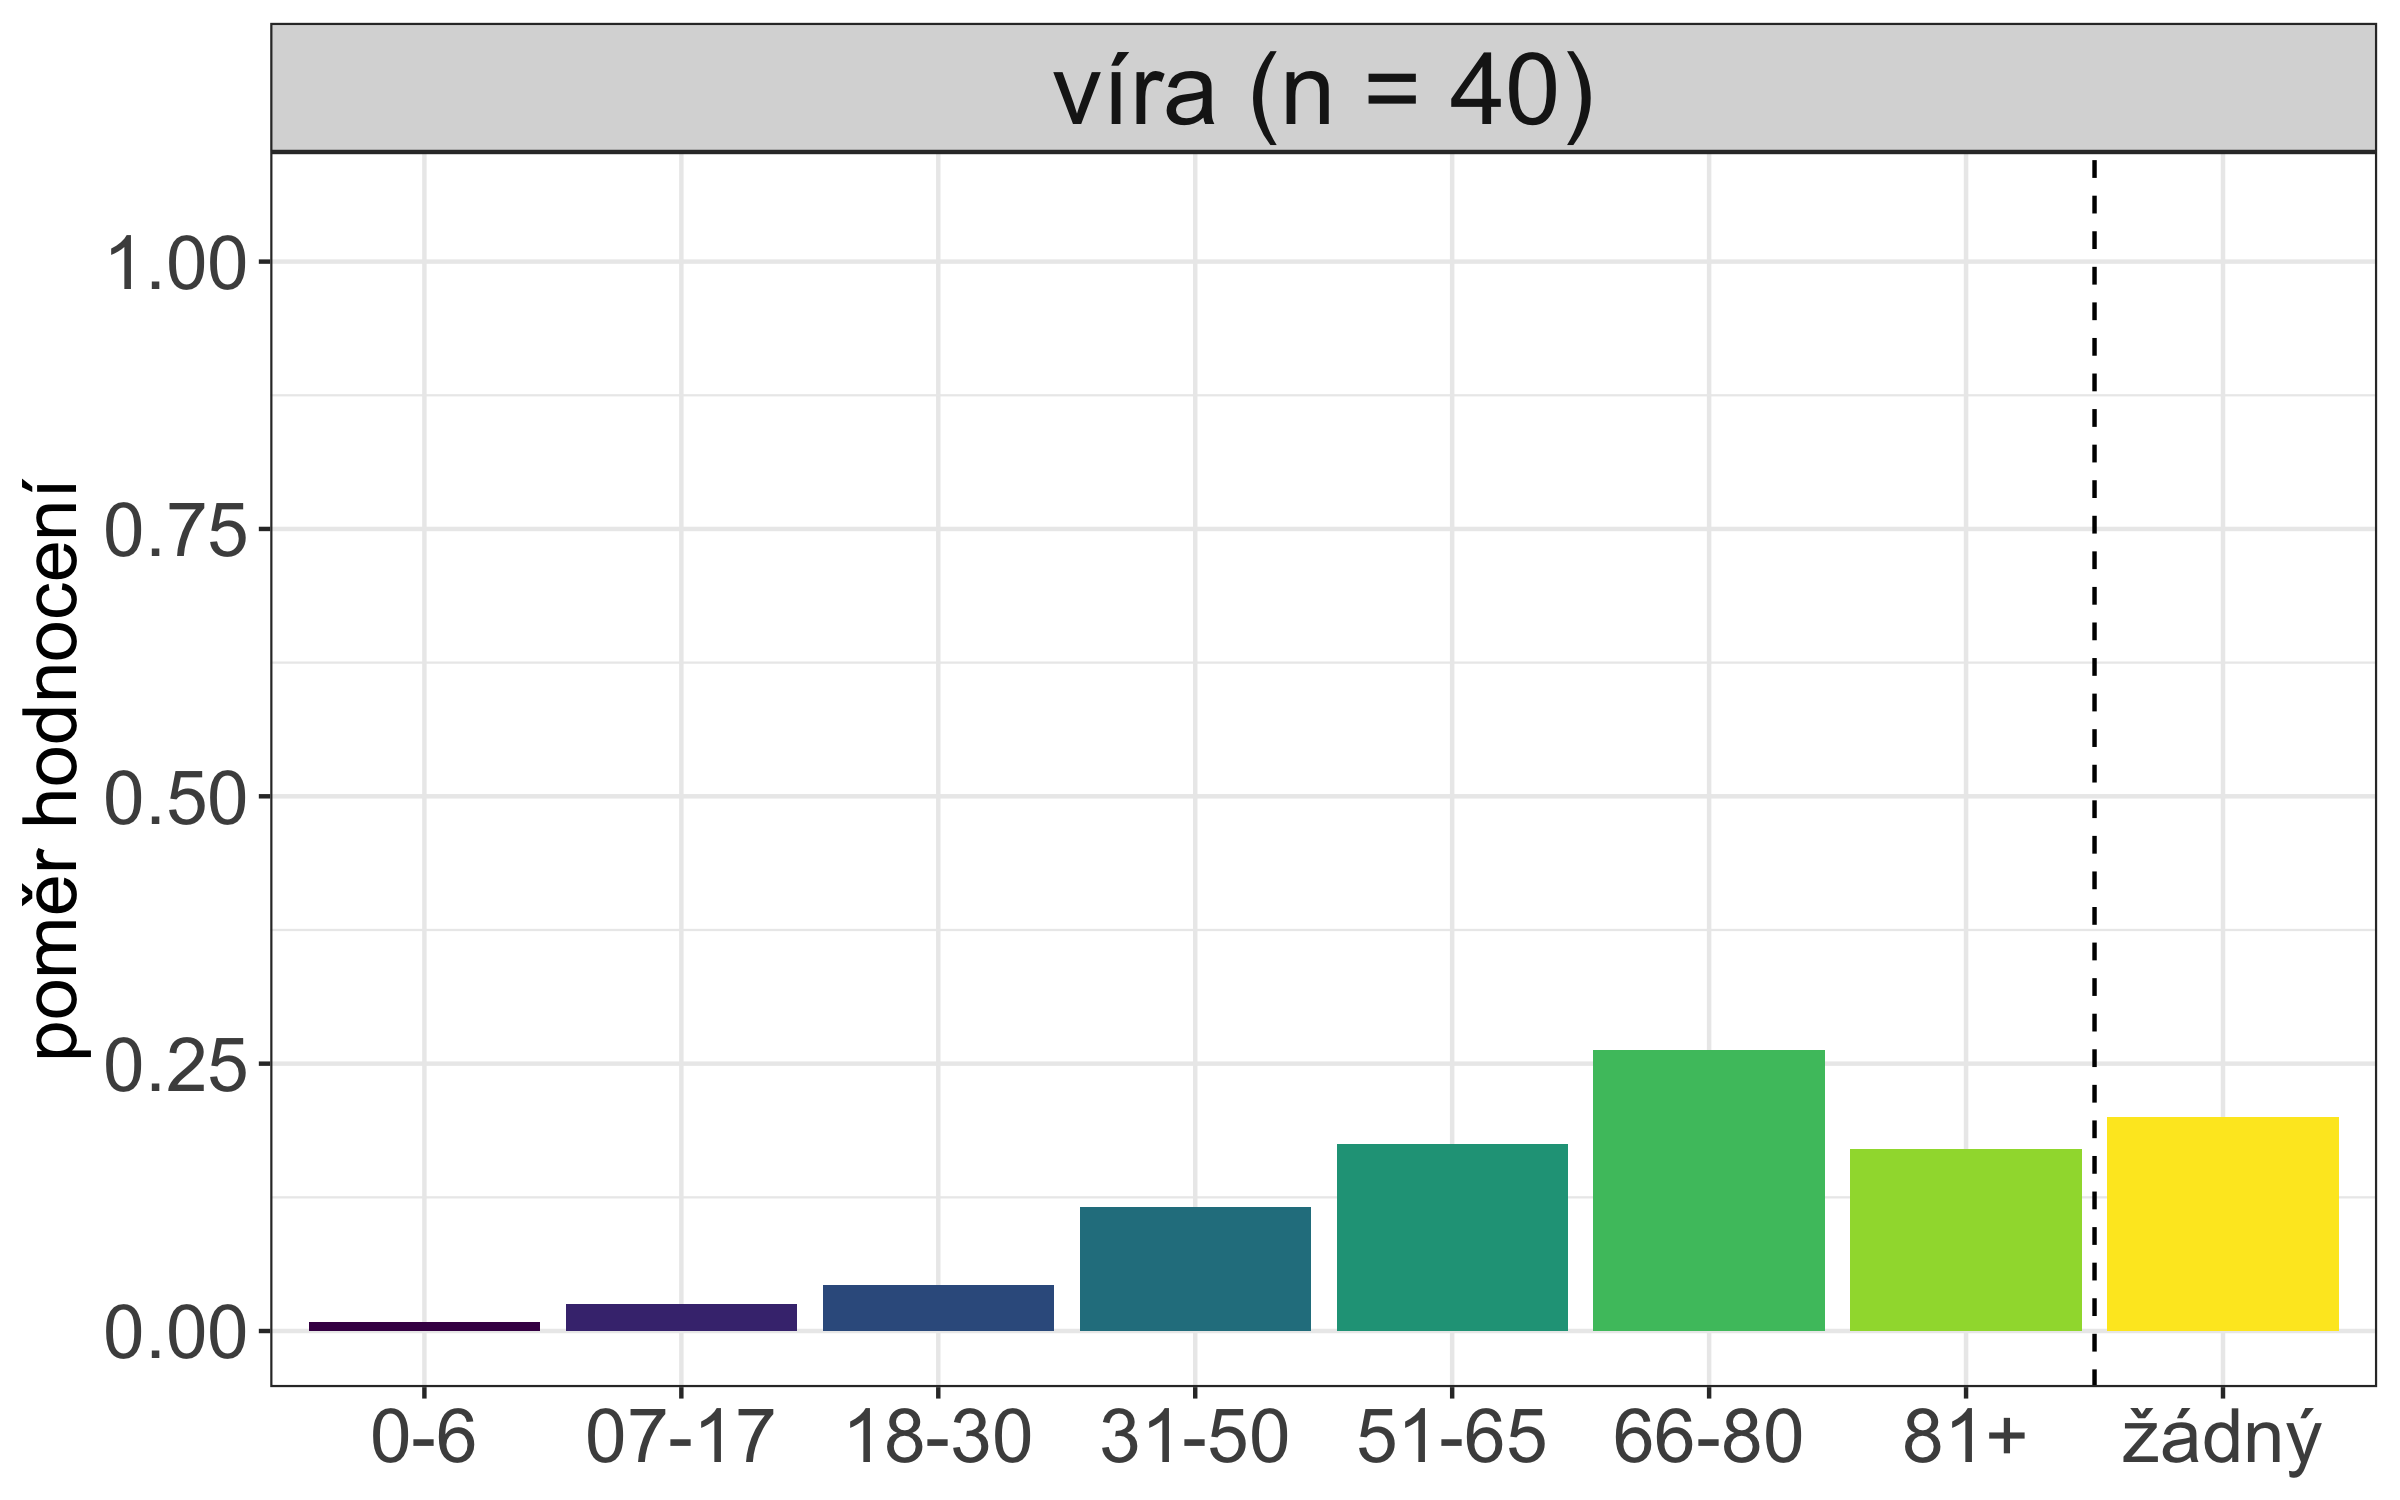 víra (n = 40)
poměr hodnocení
1.00
0.75
0.50
0.25
0.00
0-6 07-17 18-30 31-50 51-65 66-80 81+ žádný